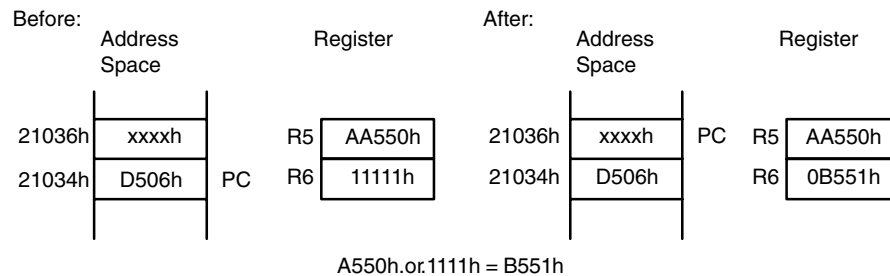 Before:
Address
Space
Register
21036h xxxxh R5 AA550h
21034h D506h PC R6 11111h
After:
Address
Space
Register
21036h xxxxh PC R5 AA550h
21034h D506h R6 0B551h
A550h.or.1111h = B551h